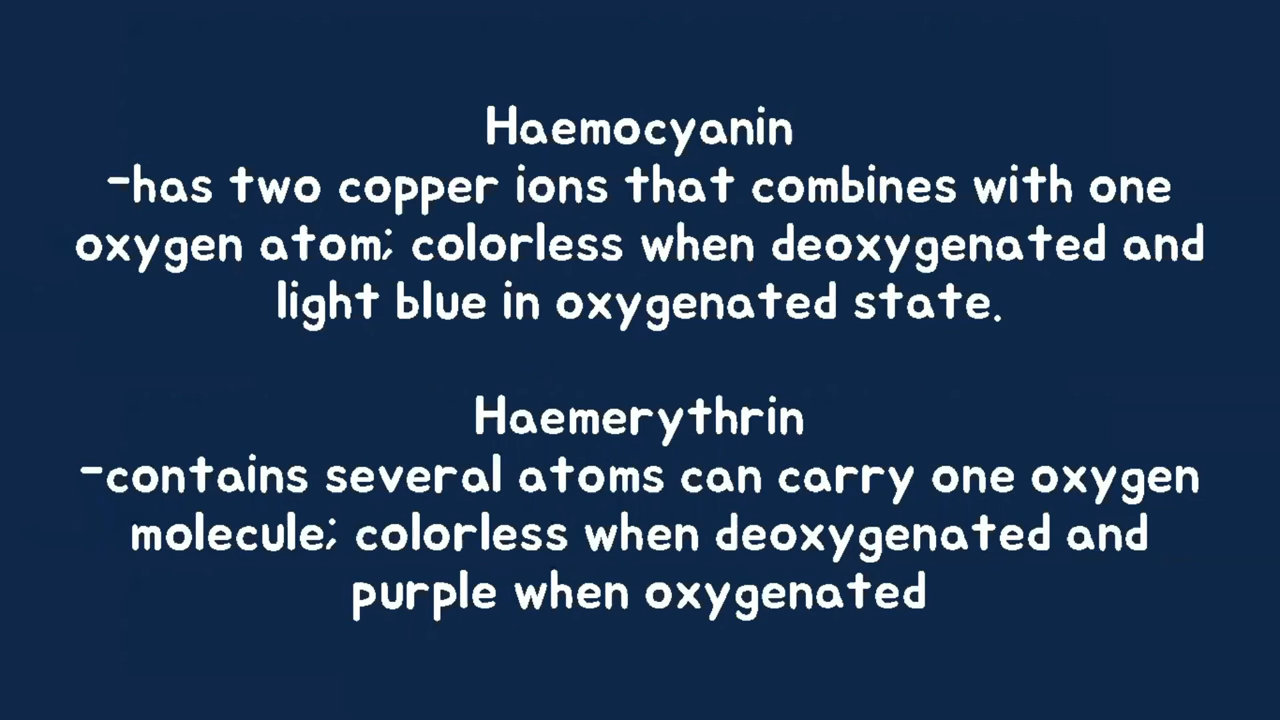 Haemocyanin
-has two copper ions that combines with one
oxygen atom; colorless when deoxygenated and
light blue in oxygenated state.
Haemerythrin
-contains several atoms can carry one oxygen
molecule; colorless when deoxygenated and
purple when oxygenated